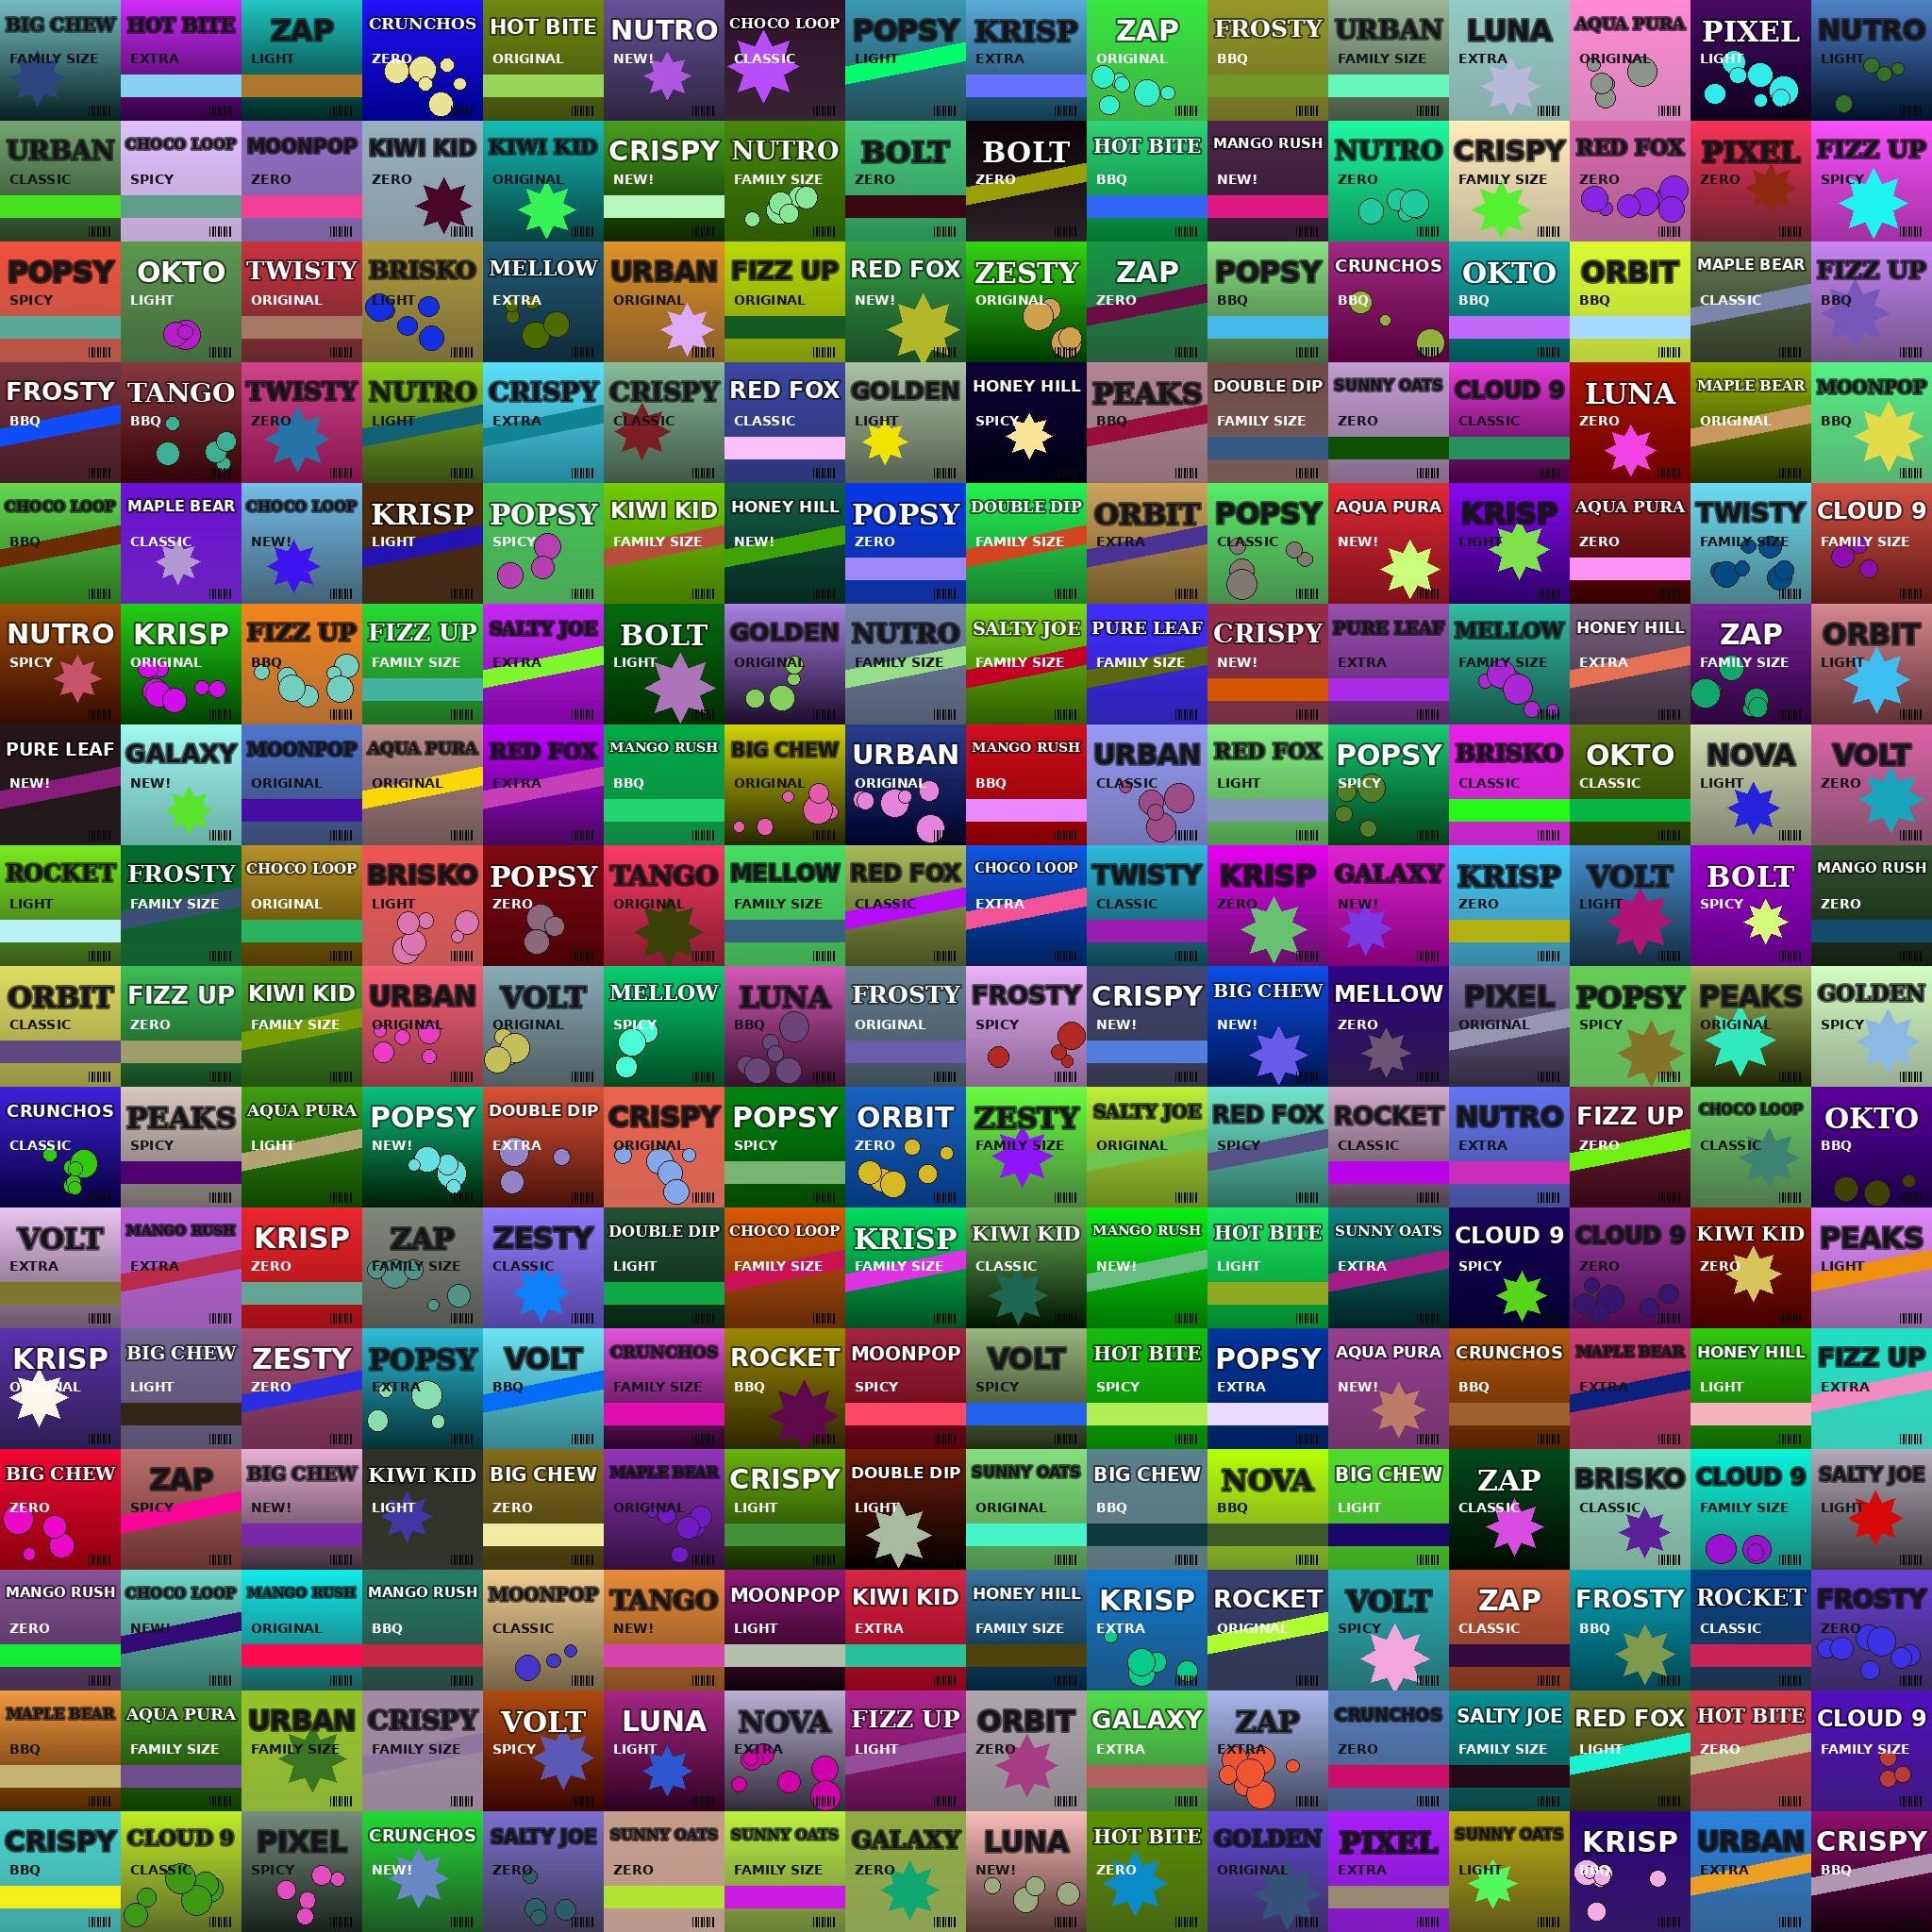 BIG CHEW HOT BITE ZAP CRUNCHOS HOT BITE NUTRO CHOCO LOOP POPSY KRISP ZAP FROSTY URBAN LUNA AQUA PURA PIXEL NUTRO
FAMILY SIZE EXTRA LIGHT ZERO ORIGINAL NEW! CLASSIC LIGHT EXTRA ORIGINAL BBQ FAMILY SIZE EXTRA ORIGINAL LIGHT LIGHT
URBAN CHOCO LOOP MOONPOP KIWI KID KIWI KID CRISPY NUTRO BOLT BOLT HOT BITE MANGO RUSH NUTRO CRISPY RED FOX PIXEL FIZZ UP
CLASSIC SPICY ZERO ZERO ORIGINAL NEW! FAMILY SIZE ZERO ZERO BBQ NEW! ZERO FAMILY SIZE ZERO ZERO SPICY
POPSY OKTO TWISTY BRISKO MELLOW URBAN FIZZ UP RED FOX ZESTY ZAP POPSY CRUNCHOS OKTO ORBIT MAPLE BEAR FIZZ UP
SPICY LIGHT ORIGINAL LIGHT EXTRA ORIGINAL ORIGINAL NEW! ORIGINAL ZERO BBQ BBQ BBQ BBQ CLASSIC BBQ
FROSTY TANGO TWISTY NUTRO CRISPY CRISPY RED FOX GOLDEN HONEY HILL PEAKS DOUBLE DIP SUNNY OATS CLOUD 9 LUNA MAPLE BEAR MOONPOP
BBQ BBQ ZERO LIGHT EXTRA CLASSIC CLASSIC LIGHT SPICY BBQ FAMILY SIZE ZERO CLASSIC ZERO ORIGINAL BBQ
CHOCO LOOP MAPLE BEAR CHOCO LOOP KRISP POPSY KIWI KID HONEY HILL POPSY DOUBLE DIP ORBIT POPSY AQUA PURA KRISP AQUA PURA TWISTY CLOUD 9
BBQ CLASSIC NEW! LIGHT SPICY FAMILY SIZE NEW! ZERO FAMILY SIZE EXTRA CLASSIC NEW! LIGHT ZERO FAMILY SIZE FAMILY SIZE
NUTRO KRISP FIZZ UP FIZZ UP SALTY JOE BOLT GOLDEN NUTRO SALTY JOE PURE LEAF CRISPY PURE LEAF MELLOW HONEY HILL ZAP ORBIT
SPICY ORIGINAL BBQ FAMILY SIZE EXTRA LIGHT ORIGINAL FAMILY SIZE FAMILY SIZE FAMILY SIZE NEW! EXTRA FAMILY SIZE EXTRA FAMILY SIZE LIGHT
PURE LEAF GALAXY MOONPOP AQUA PURA RED FOX MANGO RUSH BIG CHEW URBAN MANGO RUSH URBAN RED FOX POPSY BRISKO OKTO NOVA VOLT
NEW! NEW! ORIGINAL ORIGINAL EXTRA BBQ ORIGINAL ORIGINAL BBQ CLASSIC LIGHT SPICY CLASSIC CLASSIC LIGHT ZERO
ROCKET FROSTY CHOCO LOOP BRISKO POPSY TANGO MELLOW RED FOX CHOCO LOOP TWISTY KRISP GALAXY KRISP VOLT BOLT MANGO RUSH
LIGHT FAMILY SIZE ORIGINAL LIGHT ZERO ORIGINAL FAMILY SIZE CLASSIC EXTRA CLASSIC ZERO NEW! ZERO LIGHT SPICY ZERO
ORBIT FIZZ UP KIWI KID URBAN VOLT MELLOW LUNA FROSTY FROSTY CRISPY BIG CHEW MELLOW PIXEL POPSY PEAKS GOLDEN
CLASSIC ZERO FAMILY SIZE ORIGINAL ORIGINAL SPICY BBQ ORIGINAL SPICY NEW! NEW! ZERO ORIGINAL SPICY ORIGINAL SPICY
CRUNCHOS PEAKS AQUA PURA POPSY DOUBLE DIP CRISPY POPSY ORBIT ZESTY SALTY JOE RED FOX ROCKET NUTRO FIZZ UP CHOCO LOOP OKTO
CLASSIC SPICY LIGHT NEW! EXTRA ORIGINAL SPICY ZERO FAMILY SIZE ORIGINAL SPICY CLASSIC EXTRA ZERO CLASSIC BBQ
VOLT MANGO RUSH KRISP ZAP ZESTY DOUBLE DIP CHOCO LOOP KRISP KIWI KID MANGO RUSH HOT BITE SUNNY OATS CLOUD 9 CLOUD 9 KIWI KID PEAKS
EXTRA EXTRA ZERO FAMILY SIZE CLASSIC LIGHT FAMILY SIZE FAMILY SIZE CLASSIC NEW! LIGHT EXTRA SPICY ZERO ZERO LIGHT
KRISP BIG CHEW ZESTY POPSY VOLT CRUNCHOS ROCKET MOONPOP VOLT HOT BITE POPSY AQUA PURA CRUNCHOS MAPLE BEAR HONEY HILL FIZZ UP
ORIGINAL LIGHT ZERO EXTRA BBQ FAMILY SIZE BBQ SPICY SPICY SPICY EXTRA NEW! BBQ EXTRA LIGHT EXTRA
BIG CHEW ZAP BIG CHEW KIWI KID BIG CHEW MAPLE BEAR CRISPY DOUBLE DIP SUNNY OATS BIG CHEW NOVA BIG CHEW ZAP BRISKO CLOUD 9 SALTY JOE
ZERO SPICY NEW! LIGHT ZERO ORIGINAL LIGHT LIGHT ORIGINAL BBQ BBQ LIGHT CLASSIC CLASSIC FAMILY SIZE LIGHT
MANGO RUSH CHOCO LOOP MANGO RUSH MANGO RUSH MOONPOP TANGO MOONPOP KIWI KID HONEY HILL KRISP ROCKET VOLT ZAP FROSTY ROCKET FROSTY
ZERO NEW! ORIGINAL BBQ CLASSIC NEW! LIGHT EXTRA FAMILY SIZE EXTRA ORIGINAL SPICY CLASSIC BBQ CLASSIC ZERO
MAPLE BEAR AQUA PURA URBAN CRISPY VOLT LUNA NOVA FIZZ UP ORBIT GALAXY ZAP CRUNCHOS SALTY JOE RED FOX HOT BITE CLOUD 9
BBQ FAMILY SIZE FAMILY SIZE FAMILY SIZE SPICY LIGHT EXTRA LIGHT ZERO EXTRA EXTRA ZERO FAMILY SIZE LIGHT ZERO FAMILY SIZE
CRISPY CLOUD 9 PIXEL CRUNCHOS SALTY JOE SUNNY OATS SUNNY OATS GALAXY LUNA HOT BITE GOLDEN PIXEL SUNNY OATS KRISP URBAN CRISPY
BBQ CLASSIC SPICY NEW! ZERO ZERO FAMILY SIZE ZERO NEW! ZERO ORIGINAL EXTRA LIGHT BBQ EXTRA BBQ